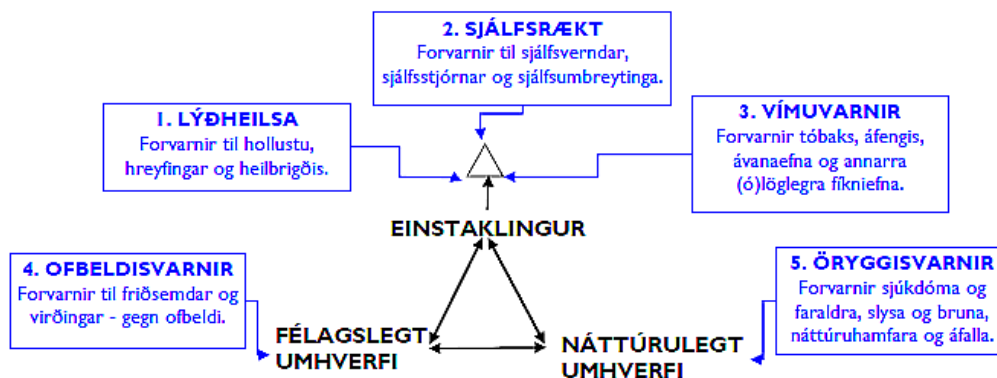 2. SJÁLFSRÆKT
Forvarnir til sjálfsverndar,
sjálfsstjórnar og sjálfsumbreytinga.
1. LÝÐHEILSA
Forvarnir til hollustu,
hreyfingar og heilbrigðis.
3. VÍMUVARNIR
Forvarnir tóbaks, áfengis,
ávanaefna og annarra
(ó)löglegra fíkniefna.
EINSTAKLINGUR
4. OFBELDISVARNIR
Forvarnir til friðsemdar og
virðingar - gegn ofbeldi.
5. ÖRYGGISVARNIR
Forvarnir sjúkdóma og
faraldra, slysa og bruna,
náttúruhamfara og áfalla.
FÉLAGSLEGT
UMHVERFI
NÁTTÚRULEGT
UMHVERFI